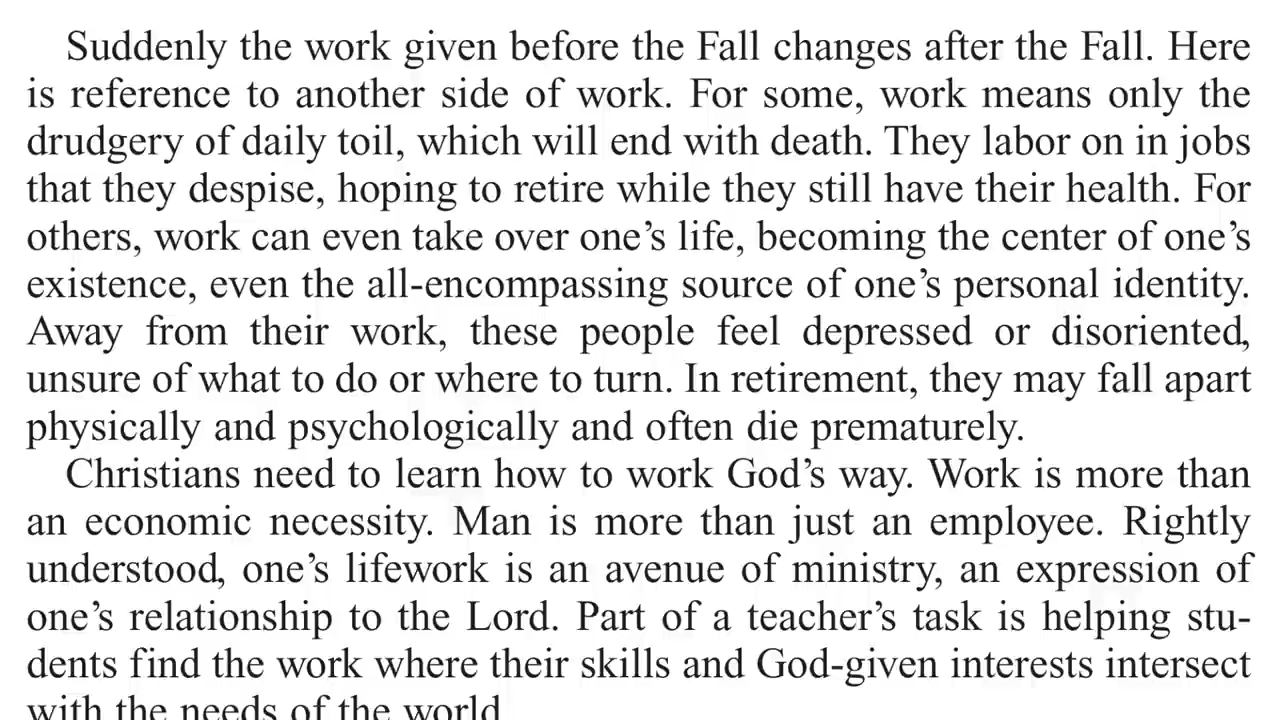 Suddenly the work given before the Fall changes after the Fall. Here
is reference to another side of work. For some, work means only the
drudgery of daily toil, which will end with death. They labor on in jobs
that they despise, hoping to retire while they still have their health. For
others, work can even take over one’s life, becoming the center of one’s
existence, even the all-encompassing source of one’s personal identity.
Away from their work, these people feel depressed or disoriented,
unsure of what to do or where to turn. In retirement, they may fall apart
physically and psychologically and often die prematurely.
Christians need to learn how to work God’s way. Work is more than
an economic necessity. Man is more than just an employee. Rightly
understood, one’s lifework is an avenue of ministry, an expression of
one’s relationship to the Lord. Part of a teacher’s task is helping stu-
dents find the work where their skills and God-given interests intersect
with the needs of the world